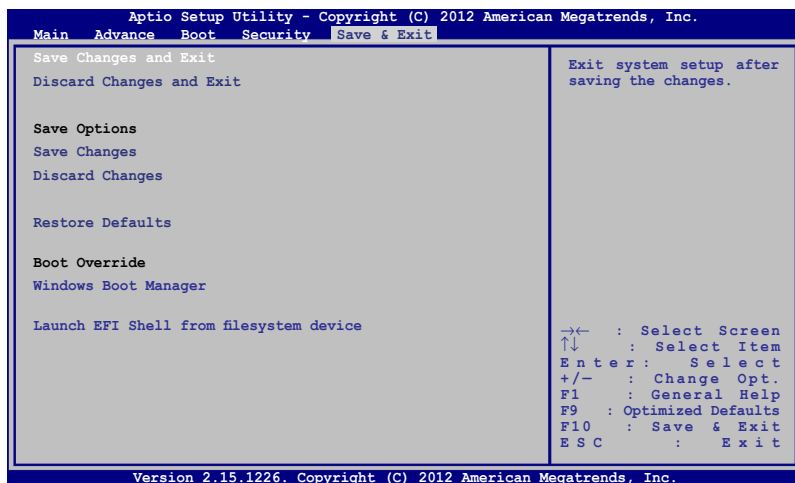 Aptio Setup Utility - Copyright (C) 2012 American Megatrends, Inc.
Main Advance Boot Security Save & Exit
Save Changes and Exit
Discard Changes and Exit
Save Options
Save Changes
Discard Changes
Restore Defaults
Boot Override
Windows Boot Manager
Launch EFI Shell from filesystem device
Exit system setup after
saving the changes.
→← : Select Screen
↑↓ : Select Item
Enter: Select
+/— : Change Opt.
F1 : General Help
F9 : Optimized Defaults
F10 : Save & Exit
ESC : Exit
Version 2.15.1226. Copyright (C) 2012 American Megatrends, Inc.